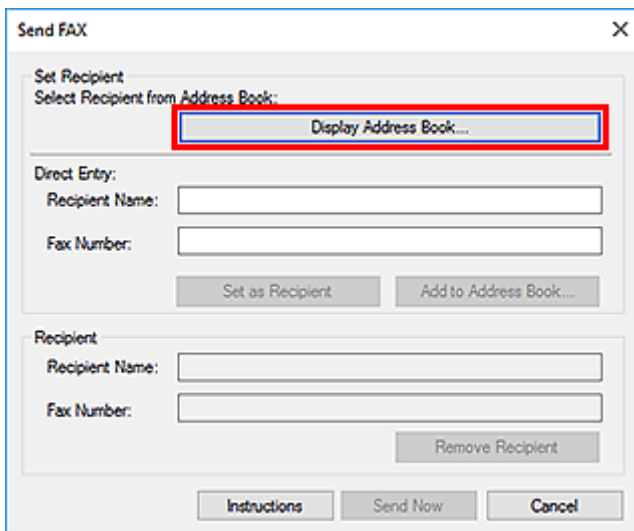 Send FAX
Set Recipient
Select Recipient from Address Book:
Display Address Book...
Direct Entry:
Recipient Name:
Fax Number:
Set as Recipient Add to Address Book...
Recipient
Recipient Name:
Fax Number:
Remove Recipient
Instructions Send Now Cancel